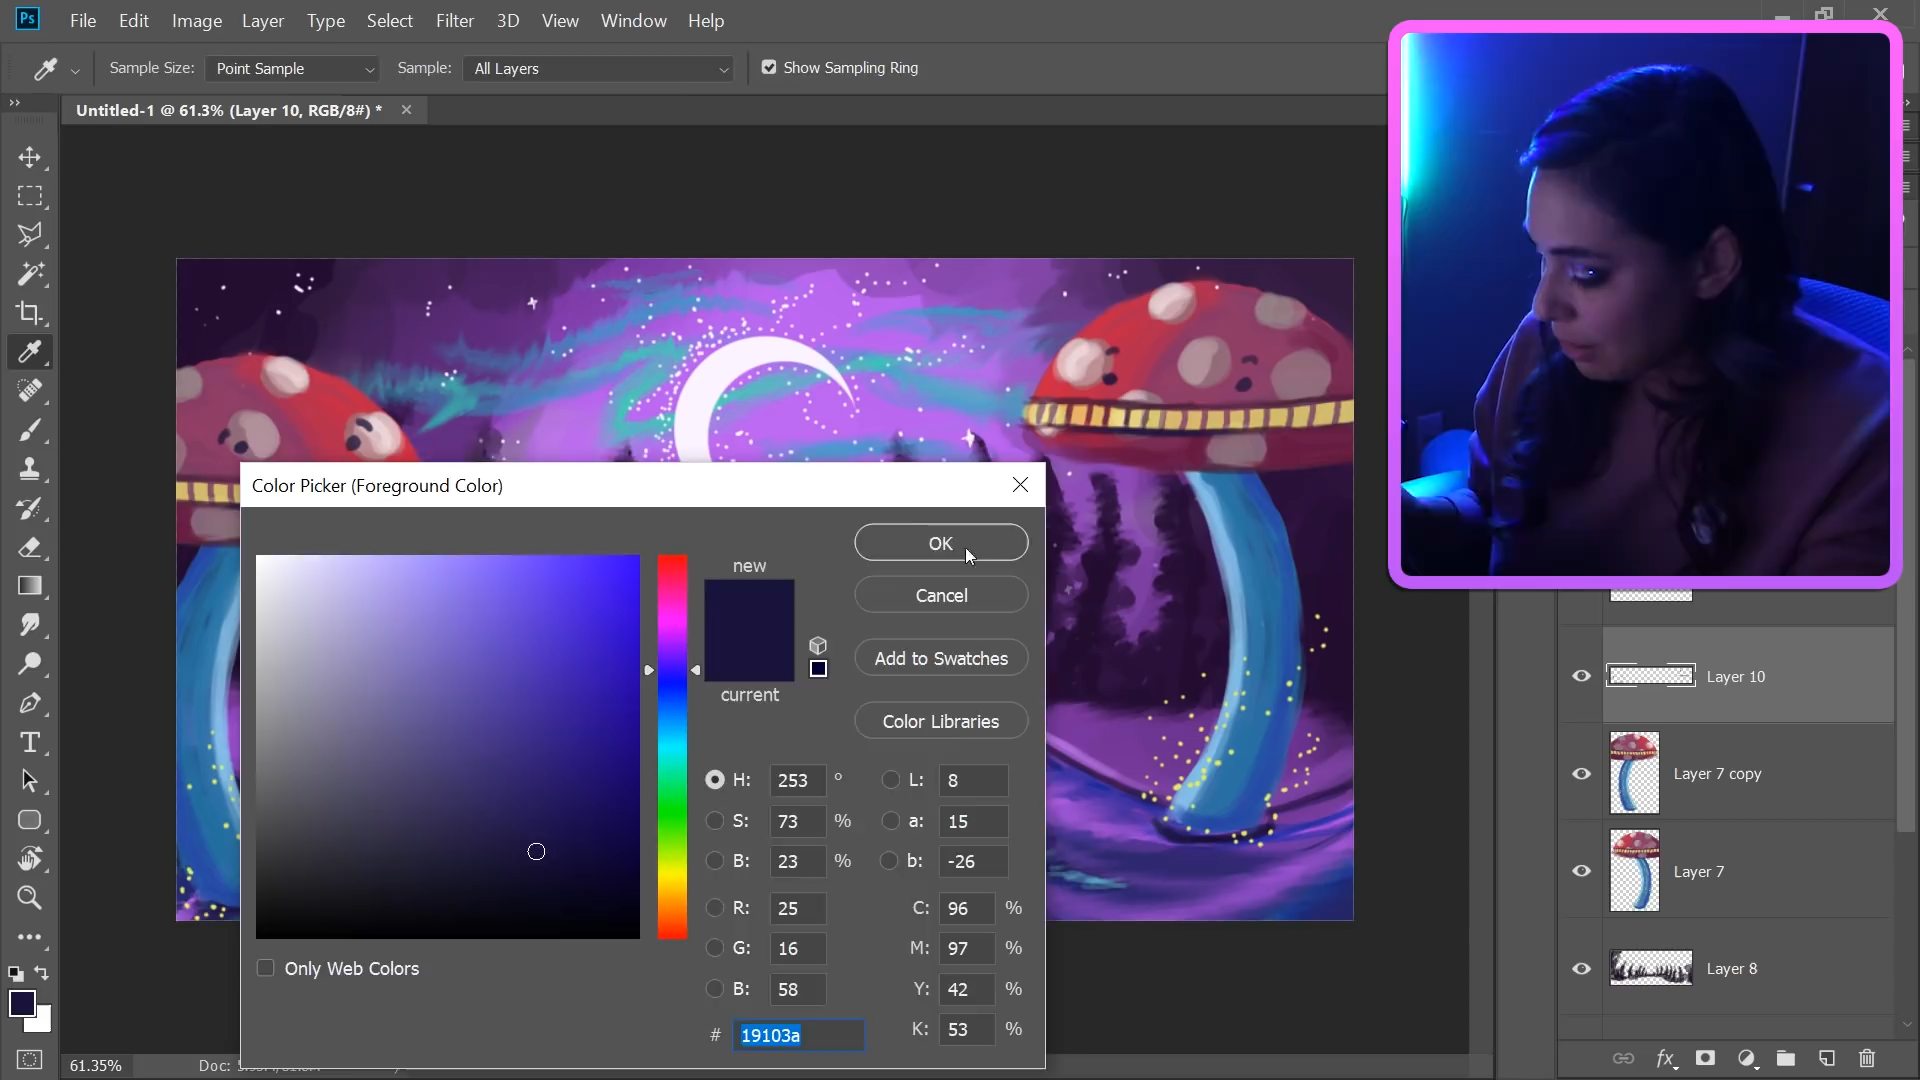 Ps File Edit Image Layer Type Select Filter 3D View Window Help
Sample Size: Point Sample Sample: All Layers Show Sampling Ring
Untitled-1 @ 61.3% (Layer 10, RGB/8#) *
Color Picker (Foreground Color)
new
current
OK
Cancel
Add to Swatches
Color Libraries
H: 253 ° L: 8
S: 73 % a: 15
B: 23 % b: -26
R: 25 C: 96 %
G: 16 M: 97 %
B: 58 Y: 42 %
# 19103a K: 53 %
Only Web Colors
Layer 10
Layer 7 copy
Layer 7
Layer 8
fx
61.35% Doc: